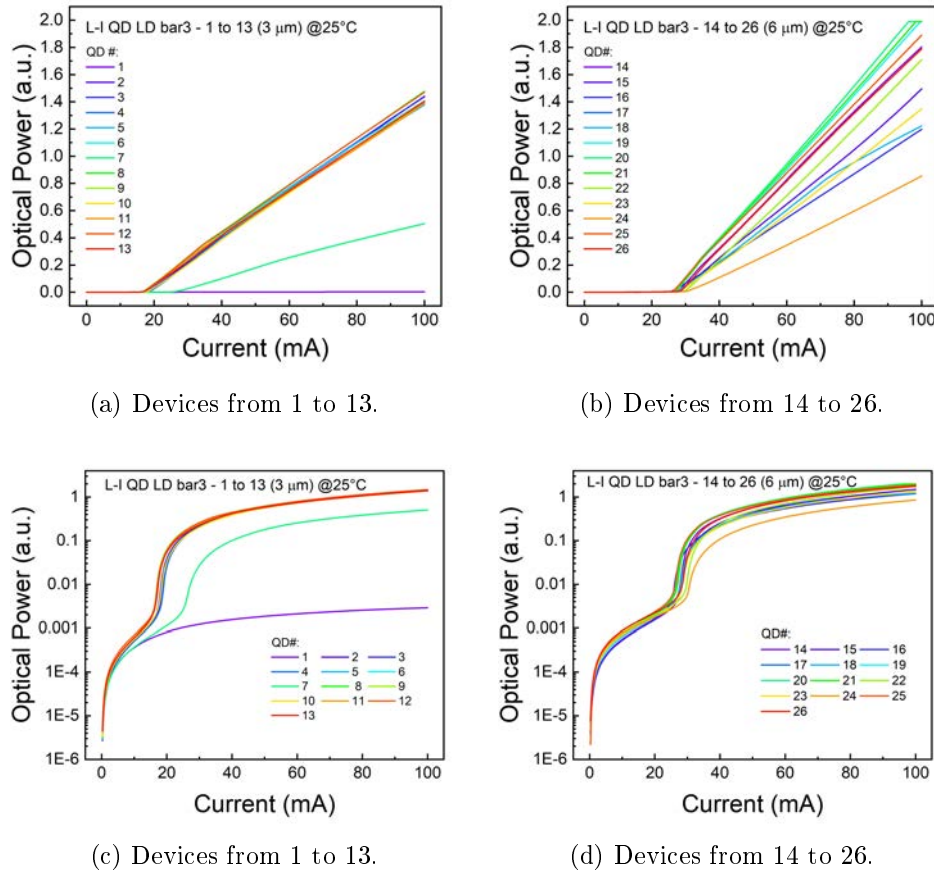 L-I QD LD bar3 - 1 to 13 (3 μm) @25°C
QD #:
1
2
3
4
5
6
7
8
9
10
11
12
13
Optical Power (a.u.)
2.0
1.8
1.6
1.4
1.2
1.0
0.8
0.6
0.4
0.2
0.0
0 20 40 60 80 100
Current (mA)
(a) Devices from 1 to 13.
L-I QD LD bar3 - 14 to 26 (6 μm) @25°C
QD#:
14
15
16
17
18
19
20
21
22
23
24
25
26
Optical Power (a.u.)
2.0
1.8
1.6
1.4
1.2
1.0
0.8
0.6
0.4
0.2
0.0
0 20 40 60 80 100
Current (mA)
(b) Devices from 14 to 26.
L-I QD LD bar3 - 1 to 13 (3 μm) @25°C
Optical Power (a.u.)
1
0.1
0.01
0.001
1E-4
1E-5
1E-6
QD#:
1 2 3
4 5 6
7 8 9
10 11 12
13
0 20 40 60 80 100
Current (mA)
(c) Devices from 1 to 13.
L-I QD LD bar3 - 14 to 26 (6 μm) @25°C
Optical Power (a.u.)
1
0.1
0.01
0.001
1E-4
1E-5
1E-6
QD#:
14 15 16
17 18 19
20 21 22
23 24 25
26
0 20 40 60 80 100
Current (mA)
(d) Devices from 14 to 26.